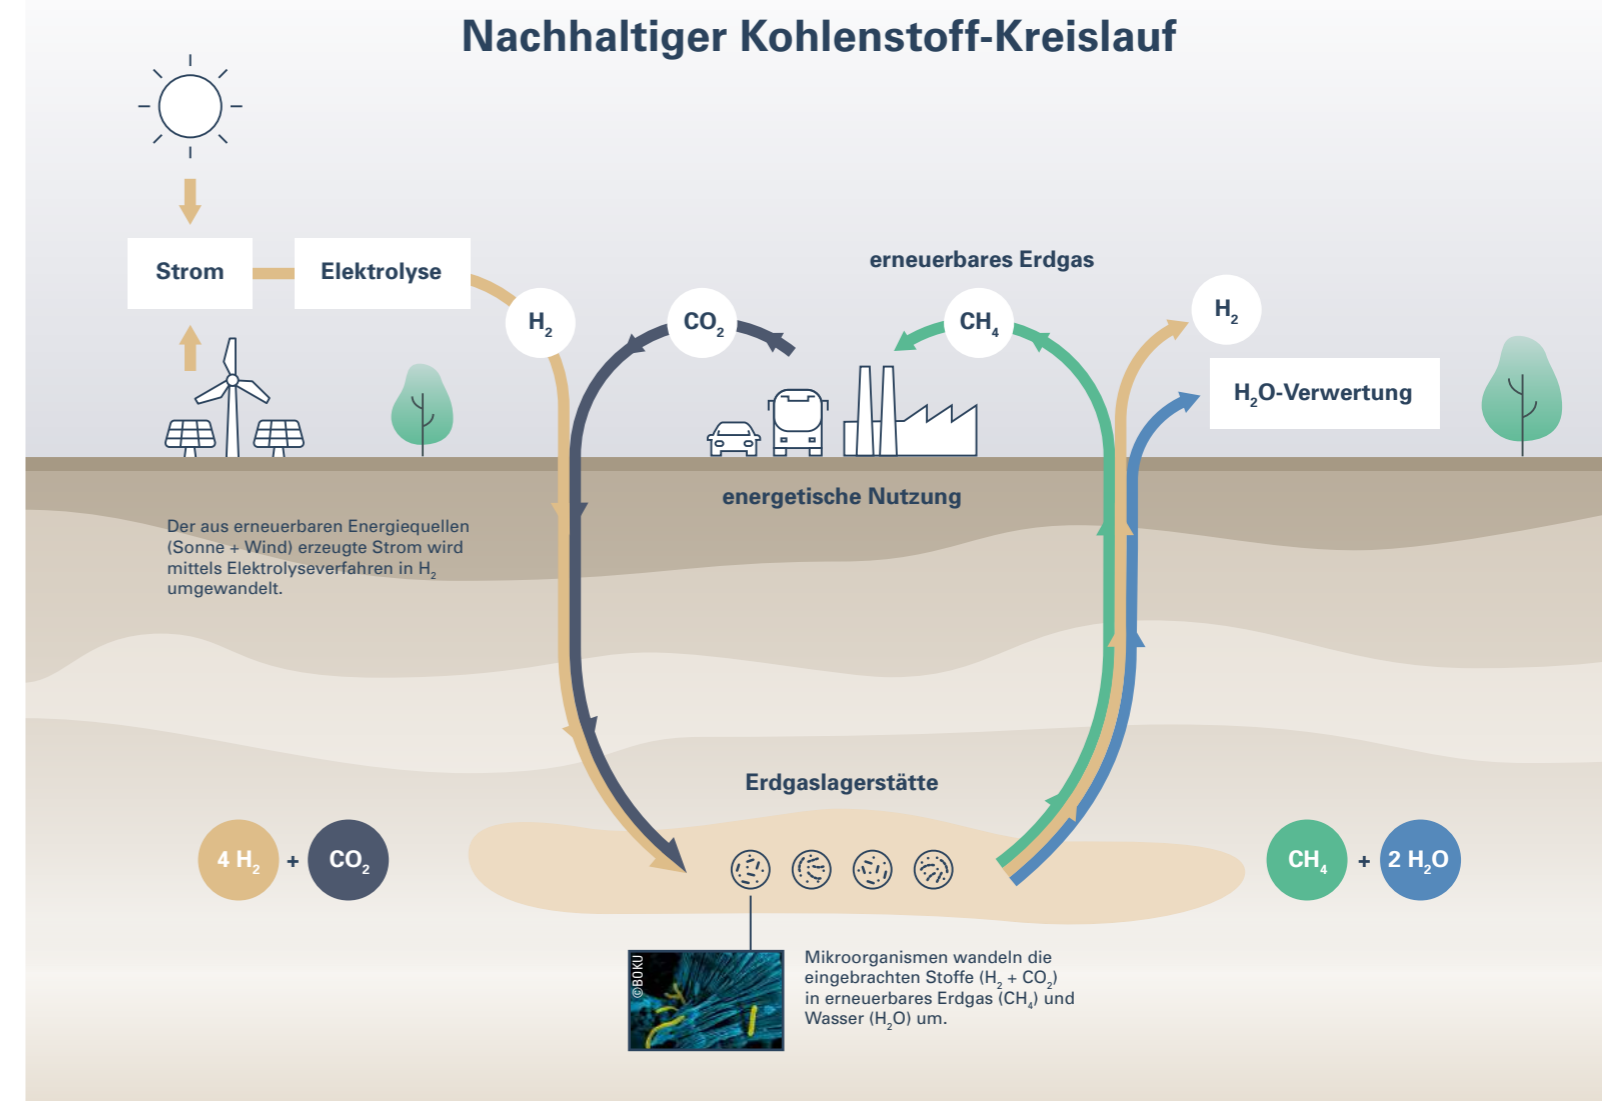 Nachhaltiger Kohlenstoff-Kreislauf
Strom
Elektrolyse
H₂
CO₂
erneuerbares Erdgas
CH₄
H₂
H₂O-Verwertung
energetische Nutzung
Der aus erneuerbaren Energiequellen
(Sonne + Wind) erzeugte Strom wird
mittels Elektrolyseverfahren in H₂
umgewandelt.
Erdgaslagerstätte
4 H₂ + CO₂
CH₄ + 2 H₂O
©BOKU
Mikroorganismen wandeln die
eingebrachten Stoffe (H₂ + CO₂)
in erneuerbares Erdgas (CH₄) und
Wasser (H₂O) um.